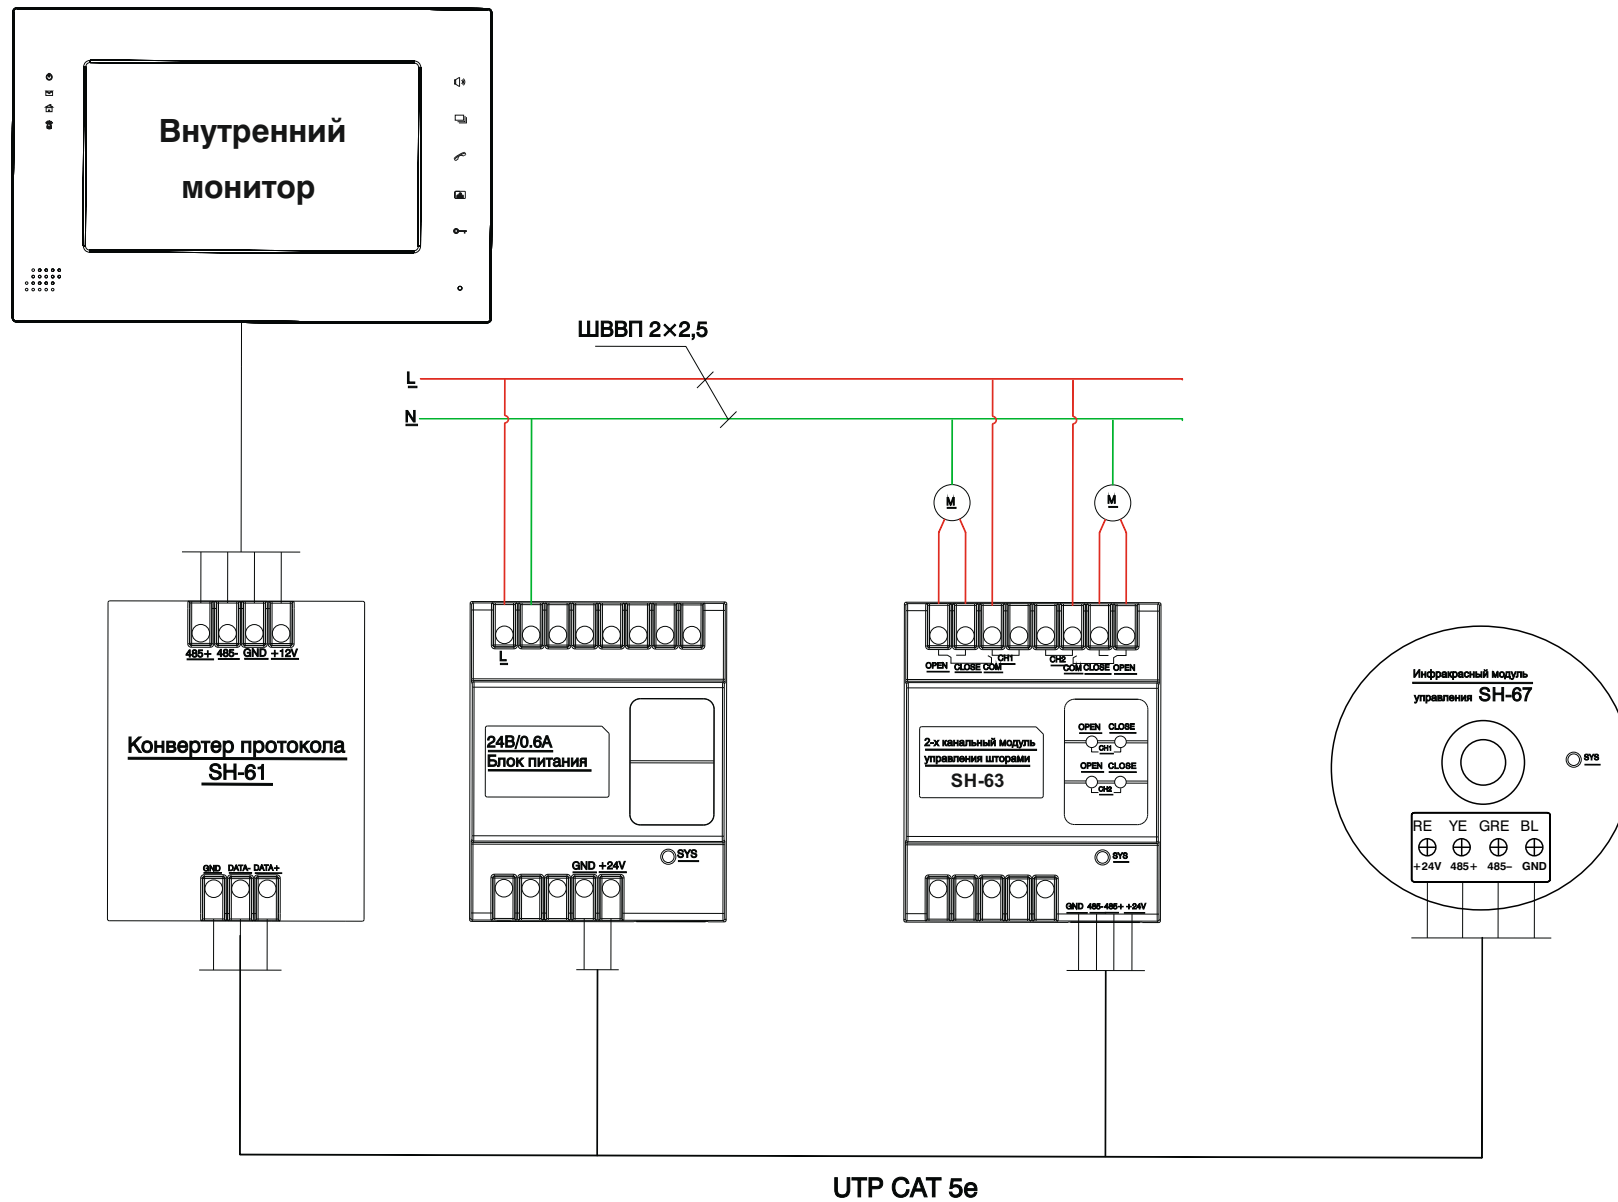 Внутренний
монитор
ШВВП 2×2,5
L
N
M
M
485+ 485- GND +12V
Конвертер протокола
SH-61
GND DATA- DATA+
L
24В/0.6А
Блок питания
SYS
GND +24V
OPEN CLOSE COM CH1 CH2 COM CLOSE OPEN
2-х канальный модуль
управления шторами
SH-63
OPEN CLOSE
CH1
OPEN CLOSE
CH2
SYS
GND 485- 485+ +24V
Инфракрасный модуль
управления SH-67
SYS
RE YE GRE BL
+24V 485+ 485– GND
UTP CAT 5e